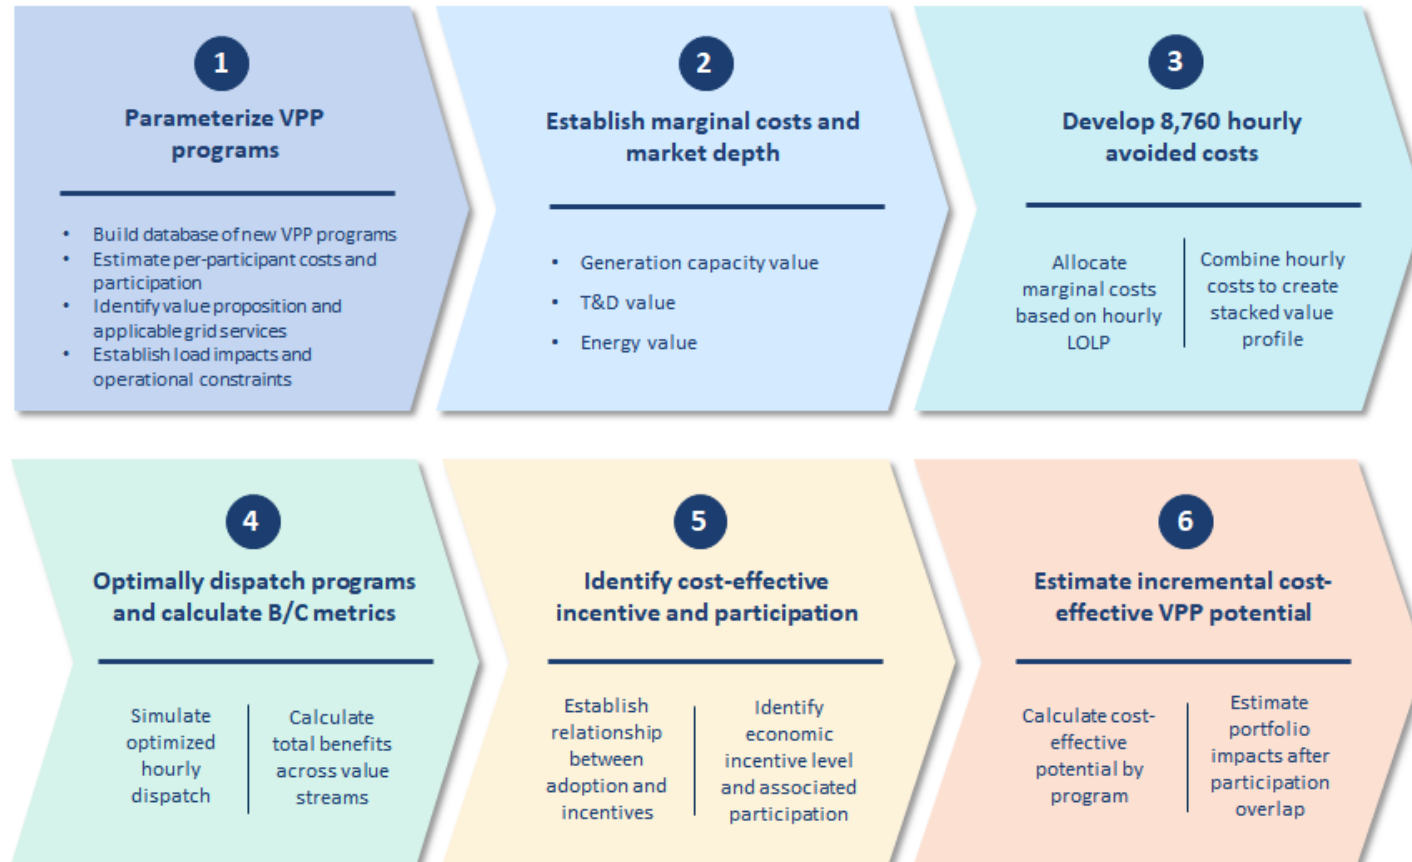 1
Parameterize VPP
programs
• Build database of new VPP programs
• Estimate per-participant costs and
participation
• Identify value proposition and
applicable grid services
• Establish load impacts and
operational constraints
2
Establish marginal costs and
market depth
• Generation capacity value
• T&D value
• Energy value
3
Develop 8,760 hourly
avoided costs
Allocate
marginal costs
based on hourly
LOLP
Combine hourly
costs to create
stacked value
profile
4
Optimally dispatch programs
and calculate B/C metrics
Simulate
optimized
hourly
dispatch
Calculate
total benefits
across value
streams
5
Identify cost-effective
incentive and participation
Establish
relationship
between
adoption and
incentives
Identify
economic
incentive level
and associated
participation
6
Estimate incremental cost-
effective VPP potential
Calculate cost-
effective
potential by
program
Estimate
portfolio
impacts after
participation
overlap